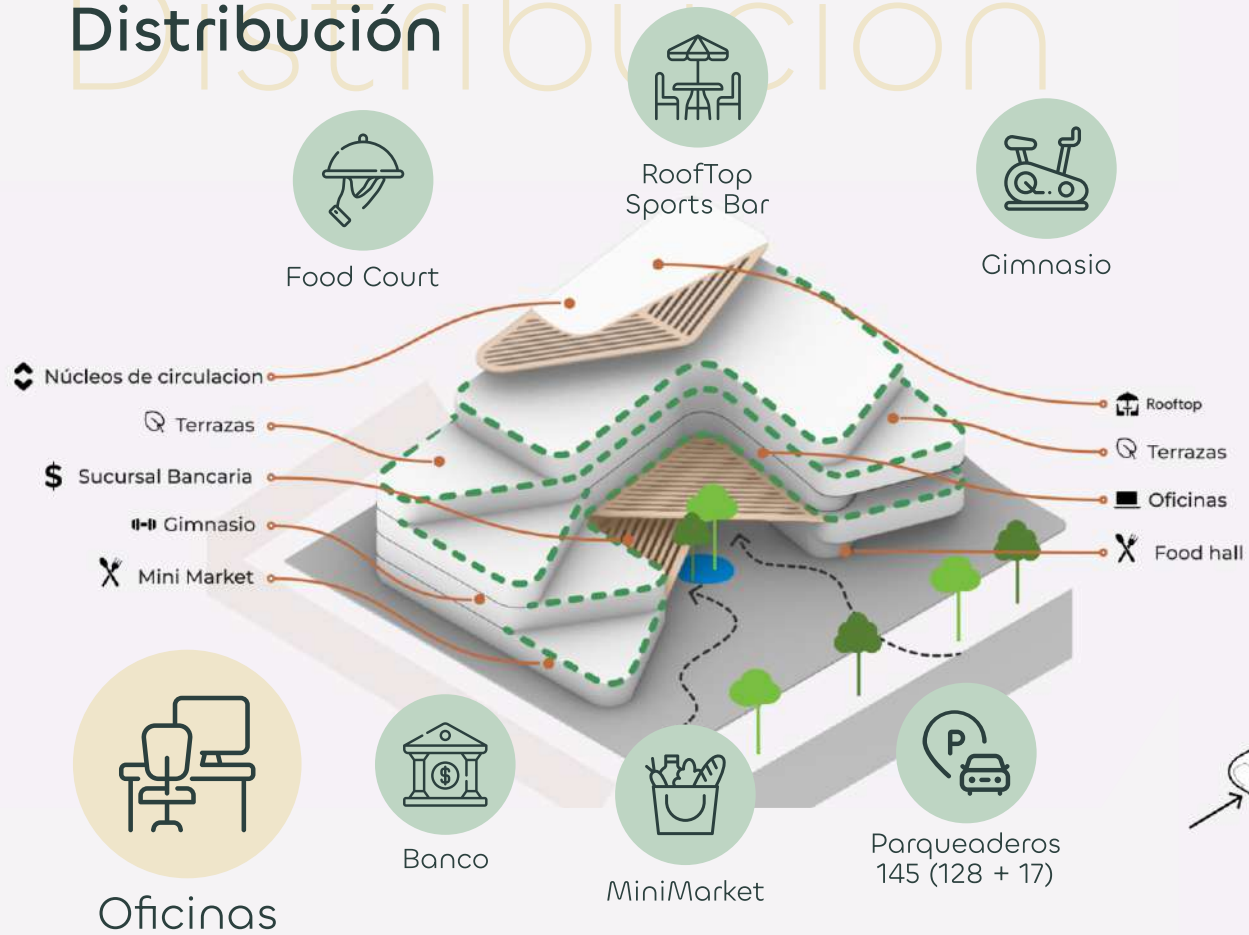 Distribución
Distribución
RoofTop
Sports Bar
Food Court
Gimnasio
Núcleos de circulacion
Terrazas
$ Sucursal Bancaria
Gimnasio
Mini Market
Rooftop
Terrazas
Oficinas
Food hall
P
$
Banco
MiniMarket
Parqueaderos
145 (128 + 17)
Oficinas